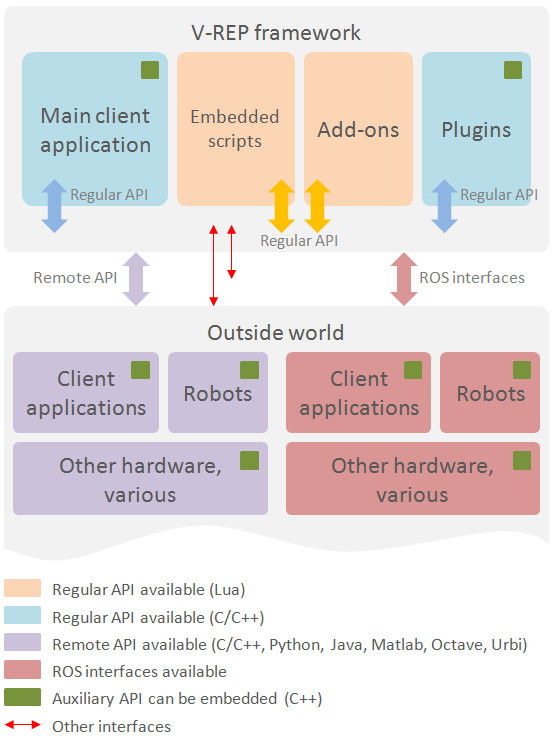 V-REP framework
Main client
application
Embedded
scripts
Add-ons
Plugins
Regular API
Regular API
Regular API
Remote API
ROS interfaces
Outside world
Client
applications
Robots
Client
applications
Robots
Other hardware,
various
Other hardware,
various
Regular API available (Lua)
Regular API available (C/C++)
Remote API available (C/C++, Python, Java, Matlab, Octave, Urbi)
ROS interfaces available
Auxiliary API can be embedded (C++)
Other interfaces